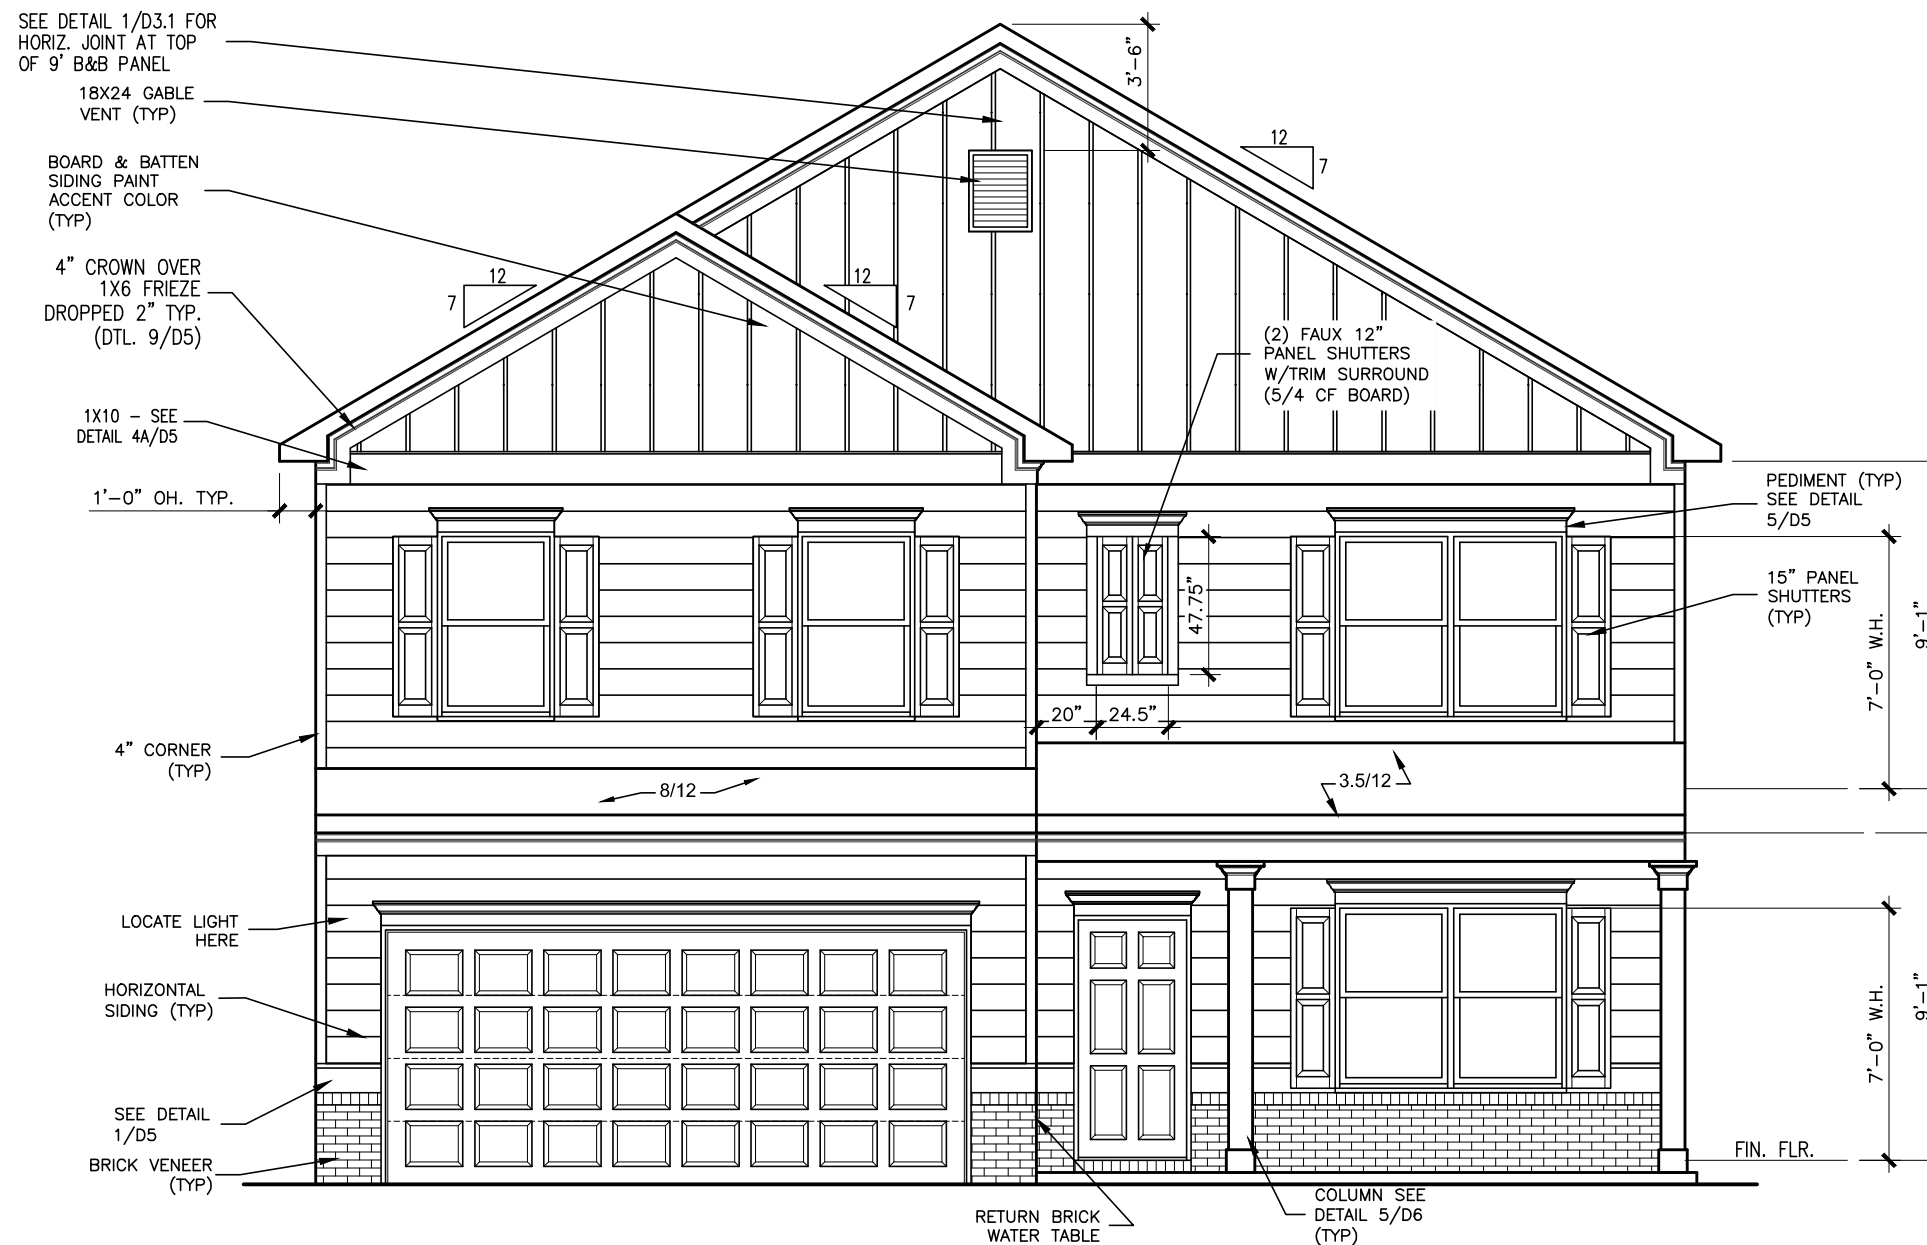 SEE DETAIL 1/D3.1 FOR
HORIZ. JOINT AT TOP
OF 9' B&B PANEL
18X24 GABLE
VENT (TYP)
BOARD & BATTEN
SIDING PAINT
ACCENT COLOR
(TYP)
4" CROWN OVER
1X6 FRIEZE
DROPPED 2" TYP.
(DTL. 9/D5)
1X10 – SEE
DETAIL 4A/D5
1'–0" OH. TYP.
4" CORNER
(TYP)
LOCATE LIGHT
HERE
HORIZONTAL
SIDING (TYP)
SEE DETAIL
1/D5
BRICK VENEER
(TYP)
3'–6"
12
7
12
7
12
7
(2) FAUX 12"
PANEL SHUTTERS
W/TRIM SURROUND
(5/4 CF BOARD)
47.75"
20"
24.5"
8/12
3.5/12
PEDIMENT (TYP)
SEE DETAIL
5/D5
15" PANEL
SHUTTERS
(TYP)
7'–0" W.H.
9'–1"
7'–0" W.H.
9'–1"
FIN. FLR.
RETURN BRICK
WATER TABLE
COLUMN SEE
DETAIL 5/D6
(TYP)